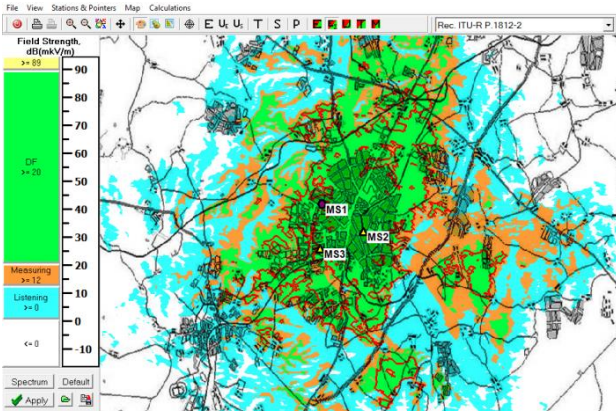 File View Stations & Points Map Calculations
E U T S P E U T M
Rec. ITU-R P.1812-2
Field Strength,
dB(mkV/m)
>= 89
90
80
70
60
DF
>= 20
50
40
30
20
Measuring
>= 12
10
Listening
>= 0
0
<= 0
-10
Spectrum Default
Apply
MS1
MS2
MS3